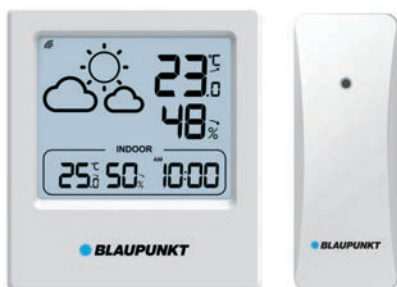 23.0 °C
48 %
INDOOR
25.0 °C 50 % AM 10:00
BLAUPUNKT
BLAUPUNKT